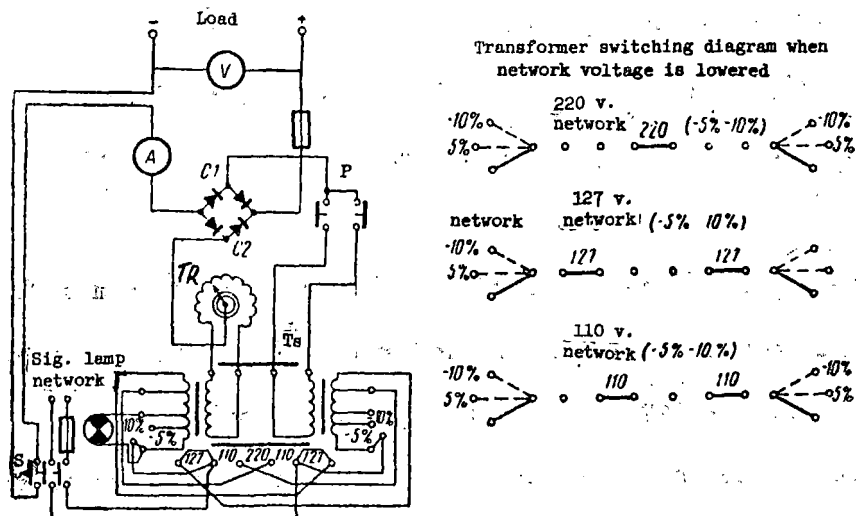 - Load +
V
A
C1
P
C2
TR
Ts
Sig. lamp
network
10%
-5%
-10%
-5%
S
127 110 220 110 127
Transformer switching diagram when
network voltage is lowered
220 v.
network 220 (-5%-10%)
-10%
5%
-10%
5%
127 v.
network network (-5% 10%)
-10%
5%
127 127
110 v.
network (-5%-10%)
-10%
5%
110 110
-10%
5%